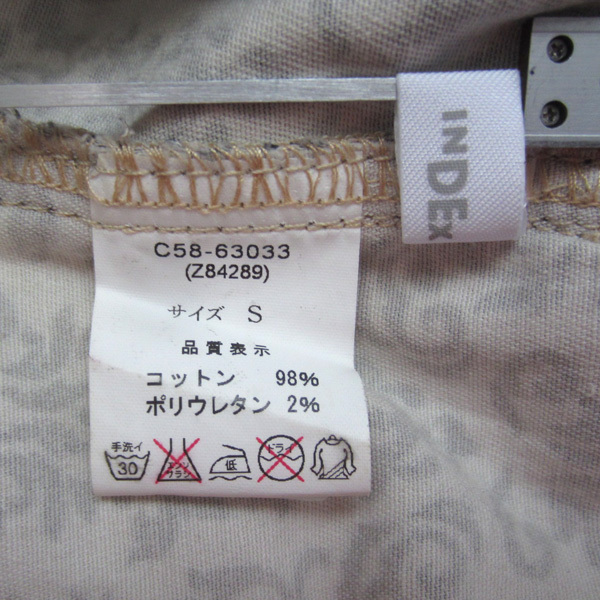 INDEX
C58-63033
(Z84289)
サイズ S
品質表示
コットン 98%
ポリウレタン 2%
手洗イ 30 エンソ サラシ 低 ドライ